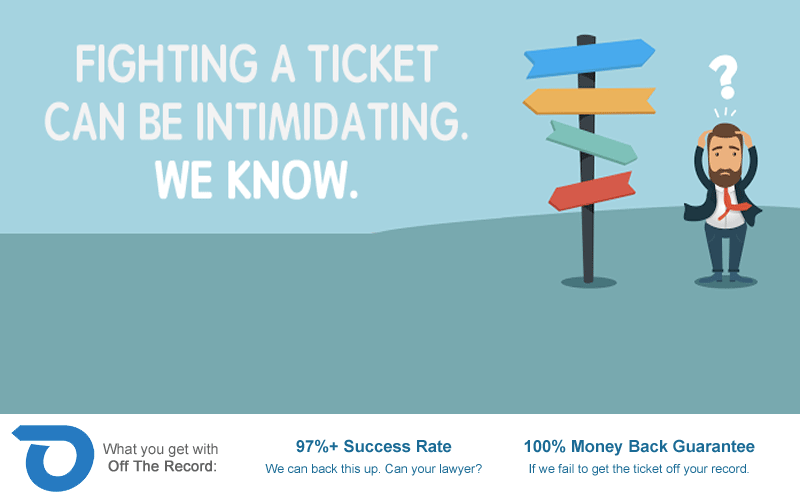 FIGHTING A TICKET
CAN BE INTIMIDATING.
WE KNOW.
?
What you get with
Off The Record:
97%+ Success Rate
We can back this up. Can your lawyer?
100% Money Back Guarantee
If we fail to get the ticket off your record.